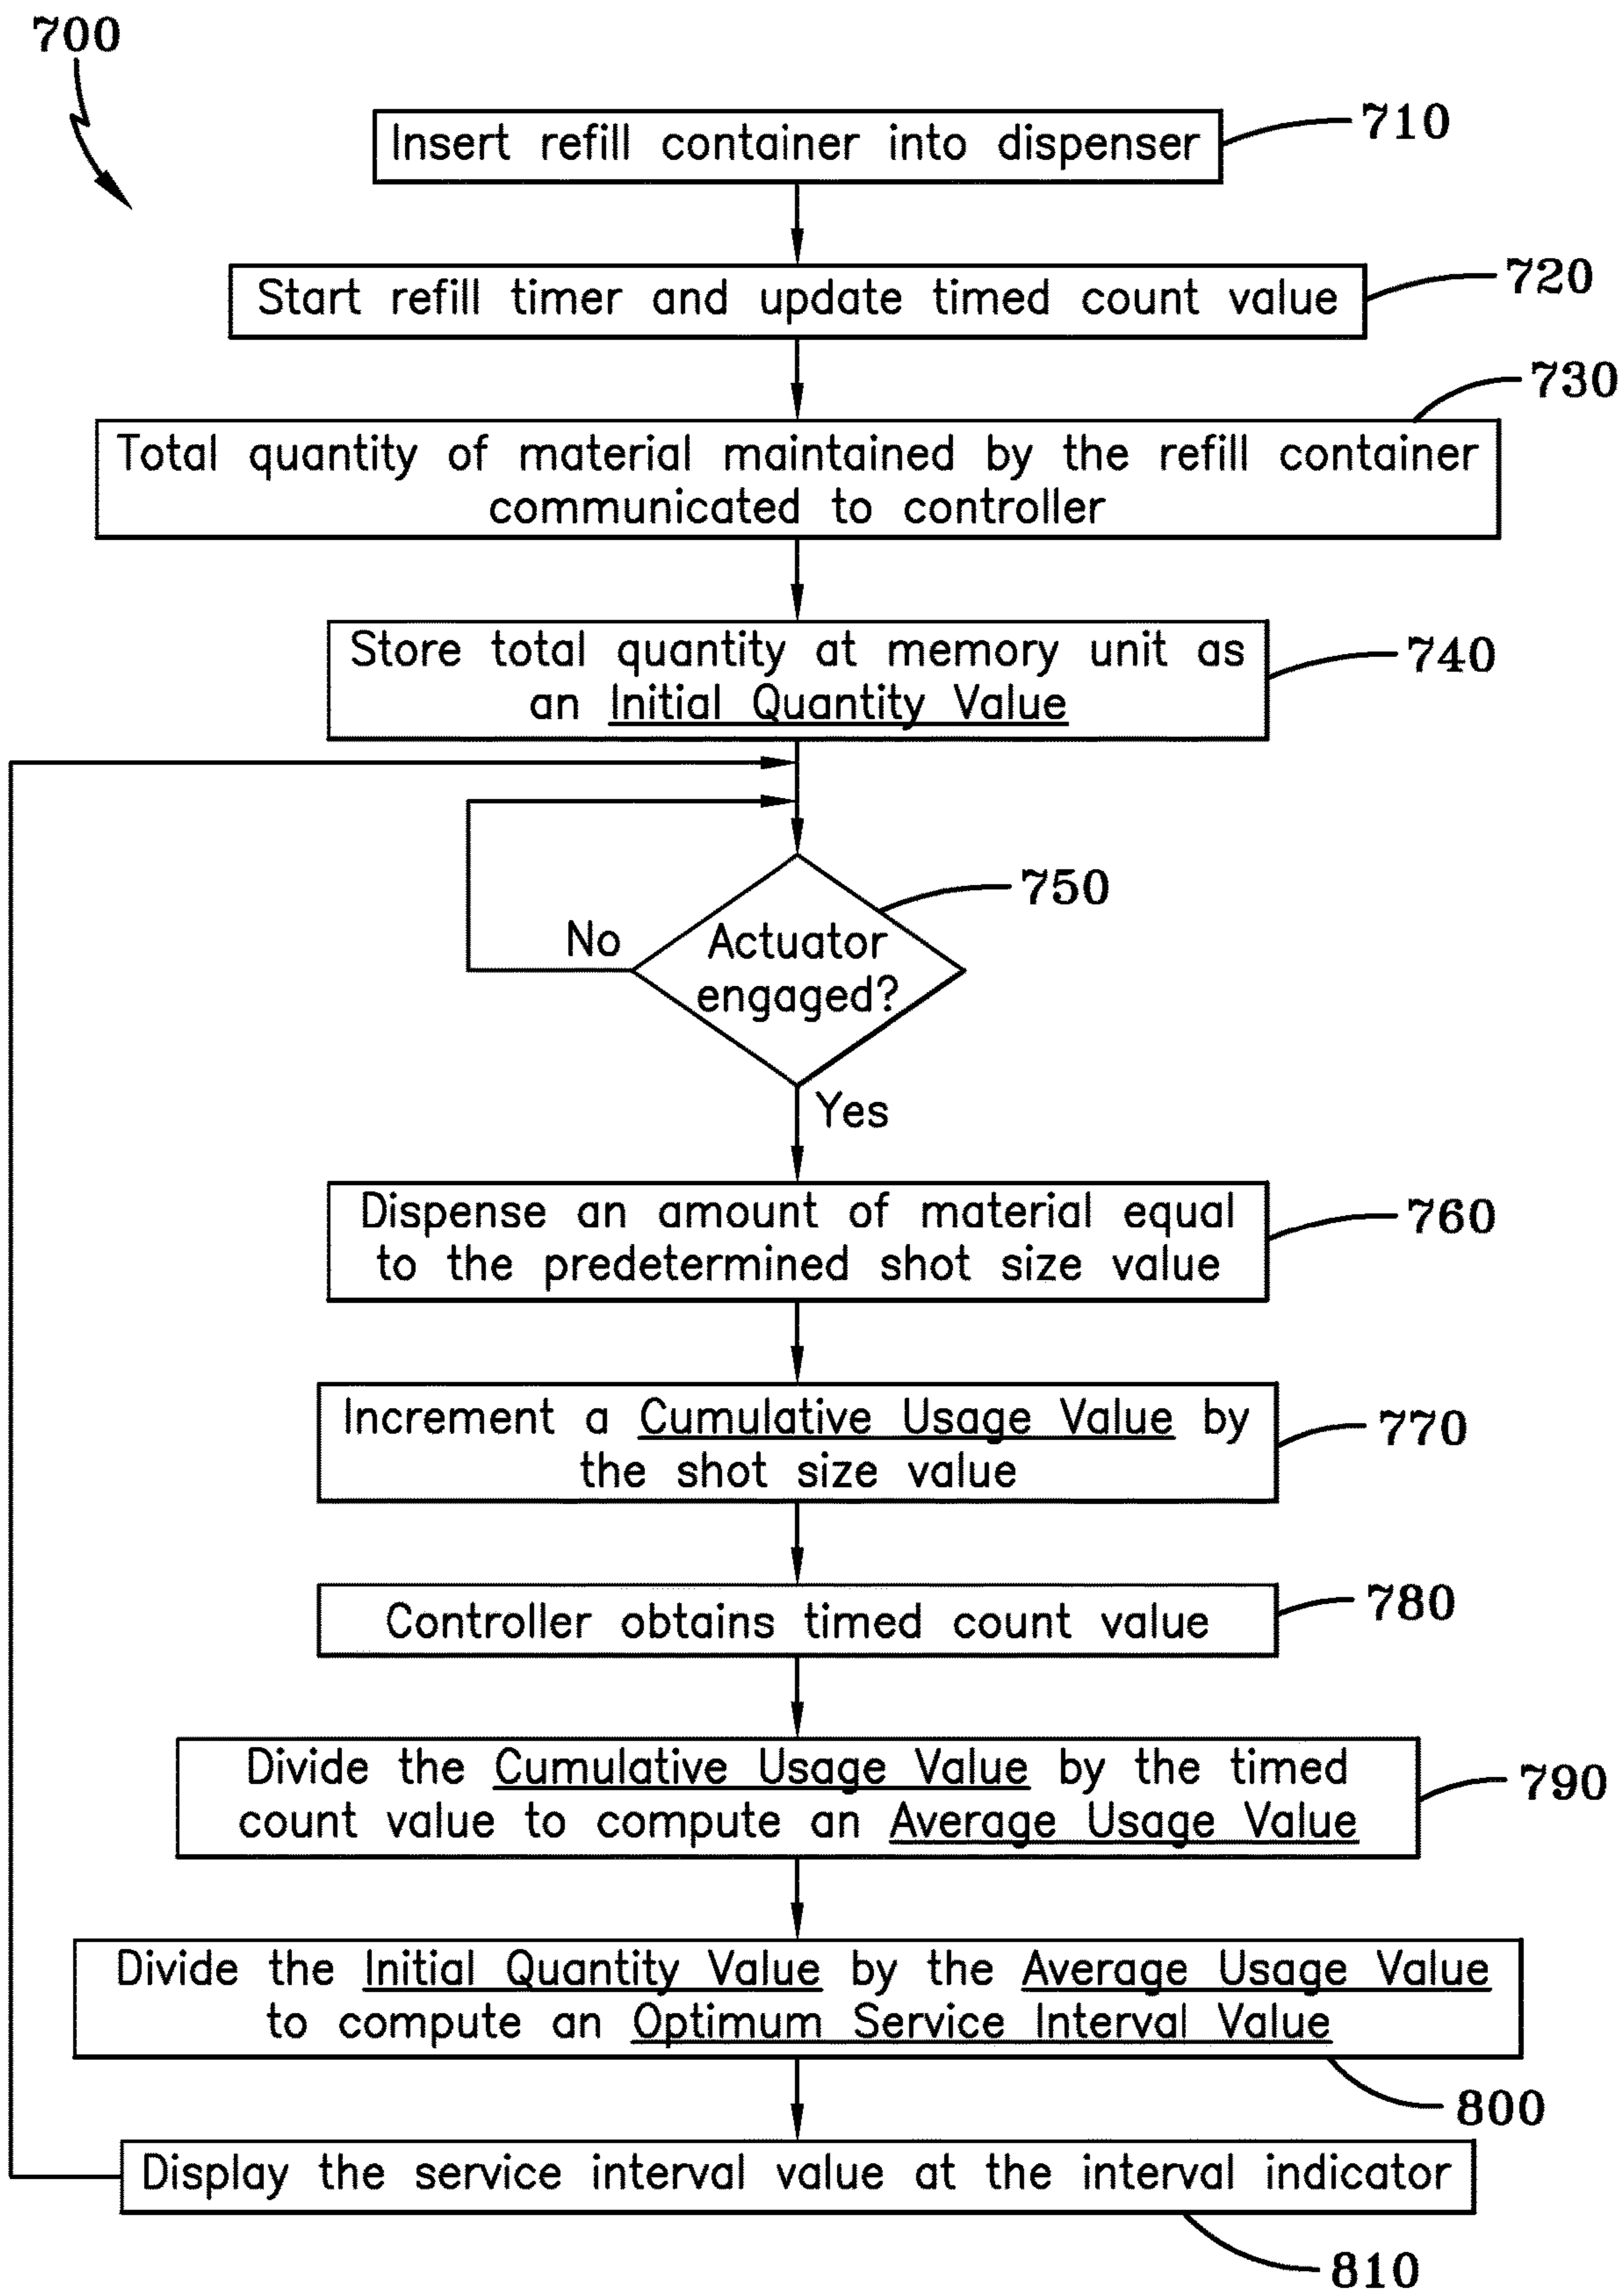 700
Insert refill container into dispenser
710
Start refill timer and update timed count value
720
730
Total quantity of material maintained by the refill container
communicated to controller
Store total quantity at memory unit as
an Initial Quantity Value
740
750
No
Actuator
engaged?
Yes
Dispense an amount of material equal
to the predetermined shot size value
760
Increment a Cumulative Usage Value by
the shot size value
770
Controller obtains timed count value
780
Divide the Cumulative Usage Value by the timed
count value to compute an Average Usage Value
790
Divide the Initial Quantity Value by the Average Usage Value
to compute an Optimum Service Interval Value
800
Display the service interval value at the interval indicator
810